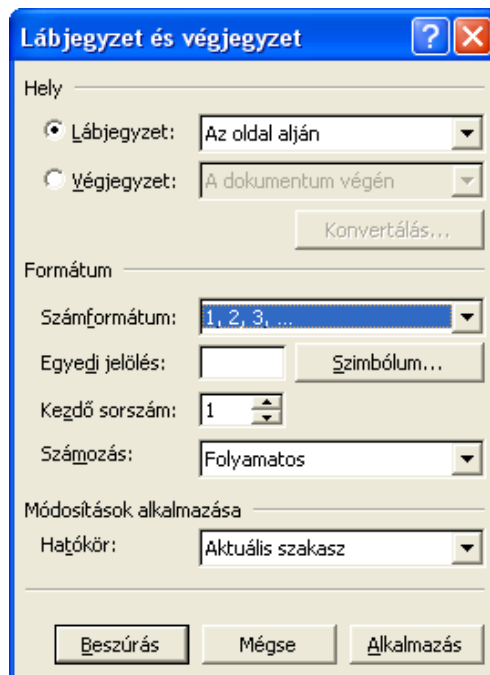 Lábjegyzet és végjegyzet
Hely
Lábjegyzet: Az oldal alján
Végjegyzet: A dokumentum végén
Konvertálás...
Formátum
Számformátum: 1, 2, 3, ...
Egyedi jelölés: Szimbólum...
Kezdő sorszám: 1
Számozás: Folyamatos
Módosítások alkalmazása
Hatókör: Aktuális szakasz
Beszúrás Mégse Alkalmazás